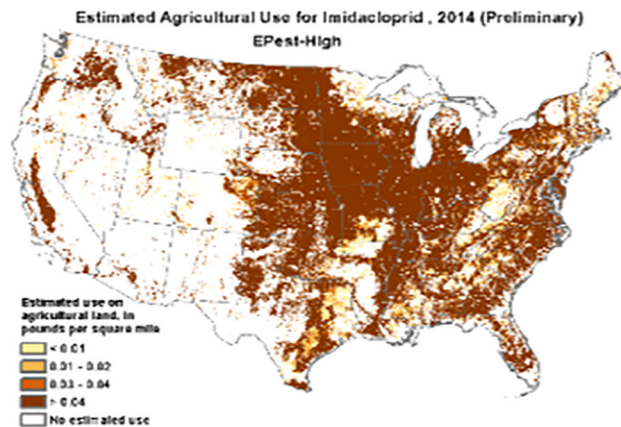 Estimated Agricultural Use for Imidacloprid , 2014 (Preliminary)
EPest-High
Estimated use on
agricultural land, in
pounds per square mile
< 0.01
0.01 - 0.02
0.03 - 0.04
> 0.04
No estimated use